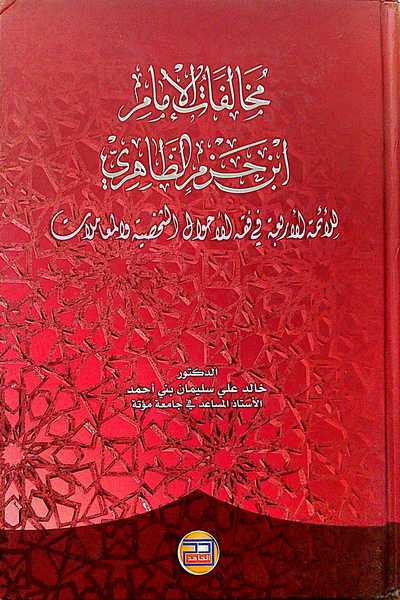 مخالفات الإمام
ابن حزم الظاهري
للأئمة الأربعة في فقه الأحوال الشخصية والمعاملات
الدكتور
خالد علي سليمان بني أحمد
الأستاذ المساعد في جامعة مؤتة
الحامد